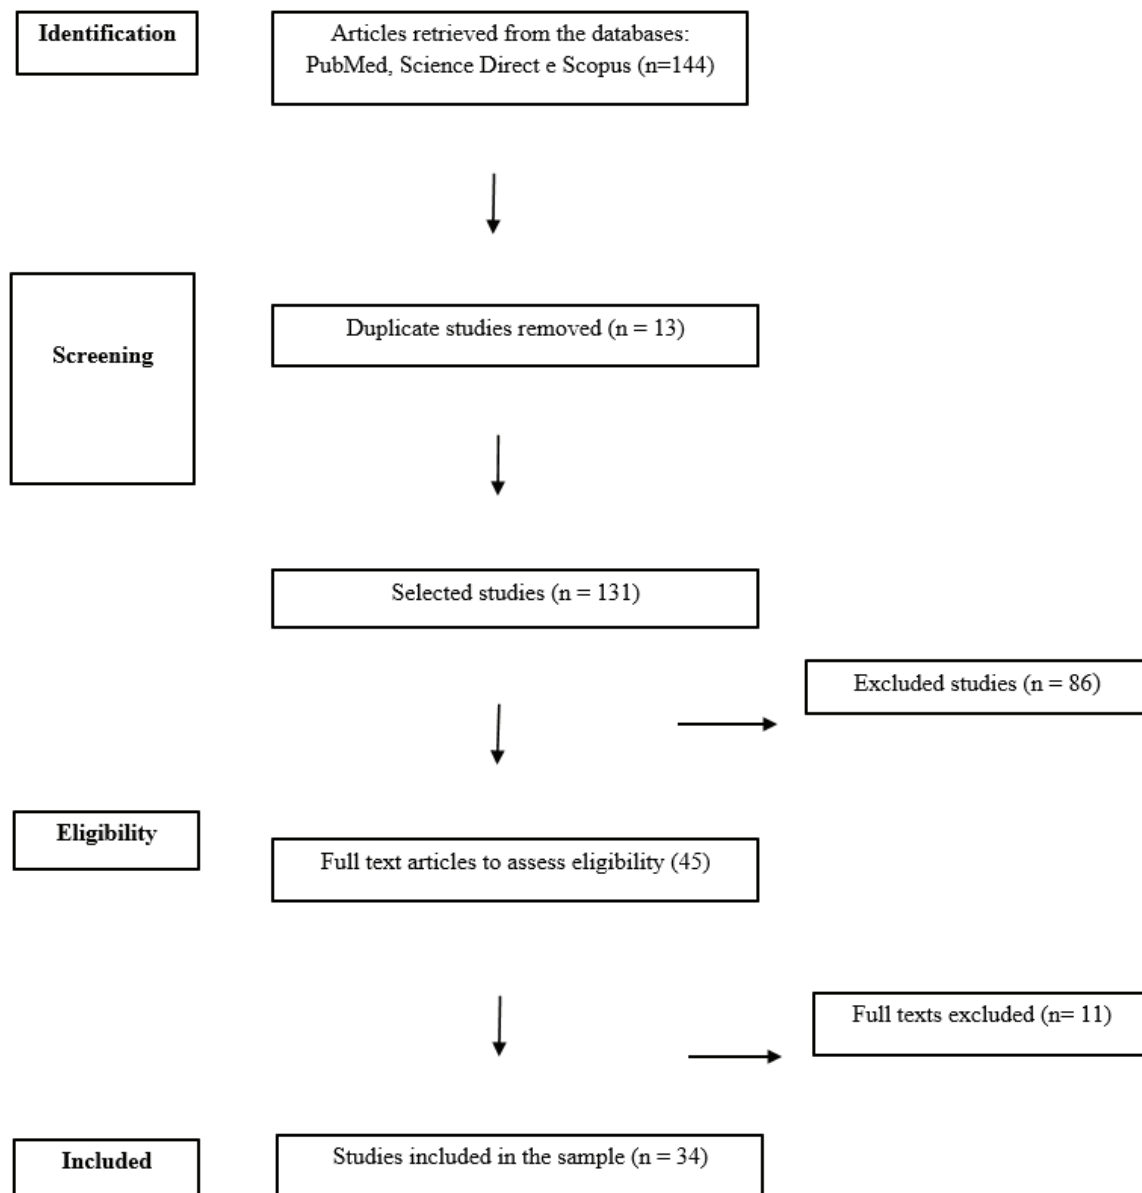 Identification
Articles retrieved from the databases:
PubMed, Science Direct e Scopus (n=144)
Screening
Duplicate studies removed (n = 13)
Selected studies (n = 131)
Excluded studies (n = 86)
Eligibility
Full text articles to assess eligibility (45)
Full texts excluded (n= 11)
Included
Studies included in the sample (n = 34)